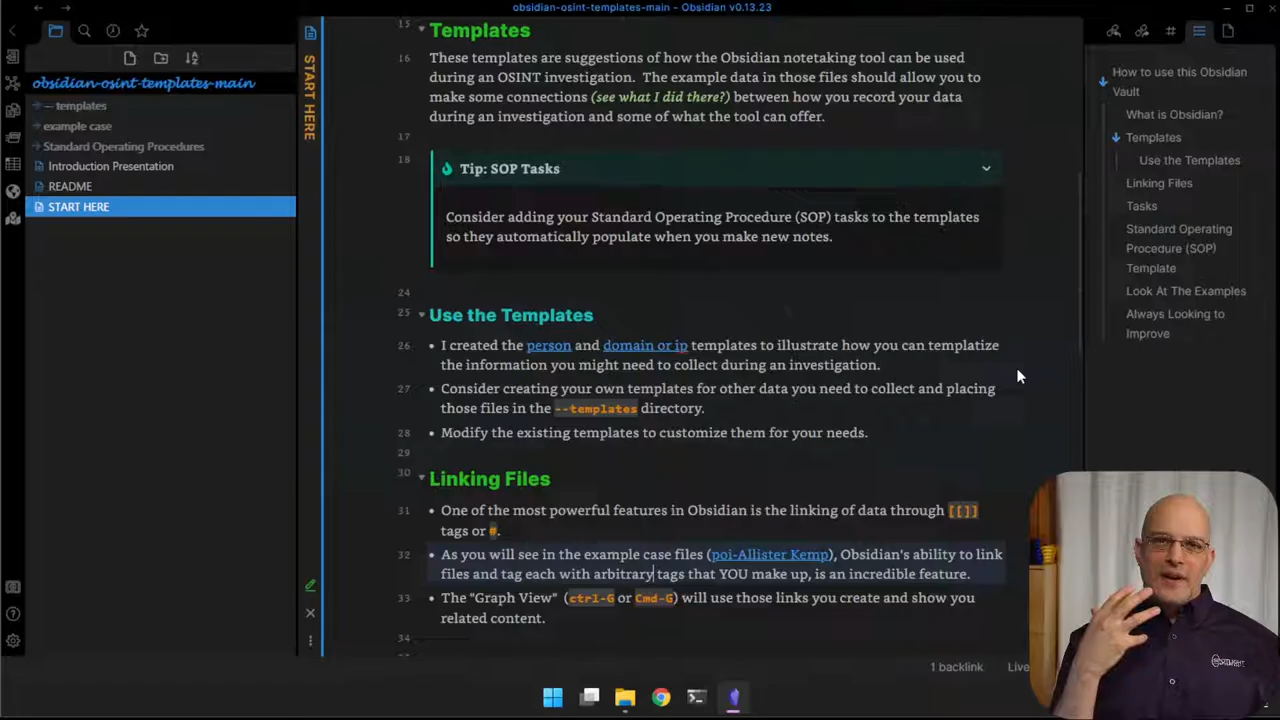 obsidian-osint-templates-main - Obsidian v0.13.23
obsidian-osint-templates-main
-- templates
example case
Standard Operating Procedures
Introduction Presentation
README
START HERE
START HERE
15
Templates
16
These templates are suggestions of how the Obsidian notetaking tool can be used
during an OSINT investigation. The example data in those files should allow you to
make some connections (see what I did there?) between how you record your data
during an investigation and some of what the tool can offer.
17
18
Tip: SOP Tasks
Consider adding your Standard Operating Procedure (SOP) tasks to the templates
so they automatically populate when you make new notes.
24
25
Use the Templates
26
• I created the person and domain or ip templates to illustrate how you can templatize
the information you might need to collect during an investigation.
27
• Consider creating your own templates for other data you need to collect and placing
those files in the --templates directory.
28
• Modify the existing templates to customize them for your needs.
29
30
Linking Files
31
• One of the most powerful features in Obsidian is the linking of data through [[]]
tags or #.
32
• As you will see in the example case files (poi-Allister Kemp), Obsidian's ability to link
files and tag each with arbitrary tags that YOU make up, is an incredible feature.
33
• The "Graph View" (ctrl-G or Cmd-G) will use those links you create and show you
related content.
34
How to use this Obsidian
Vault
What is Obsidian?
Templates
Use the Templates
Linking Files
Tasks
Standard Operating
Procedure (SOP)
Template
Look At The Examples
Always Looking to
Improve
1 backlink
Live